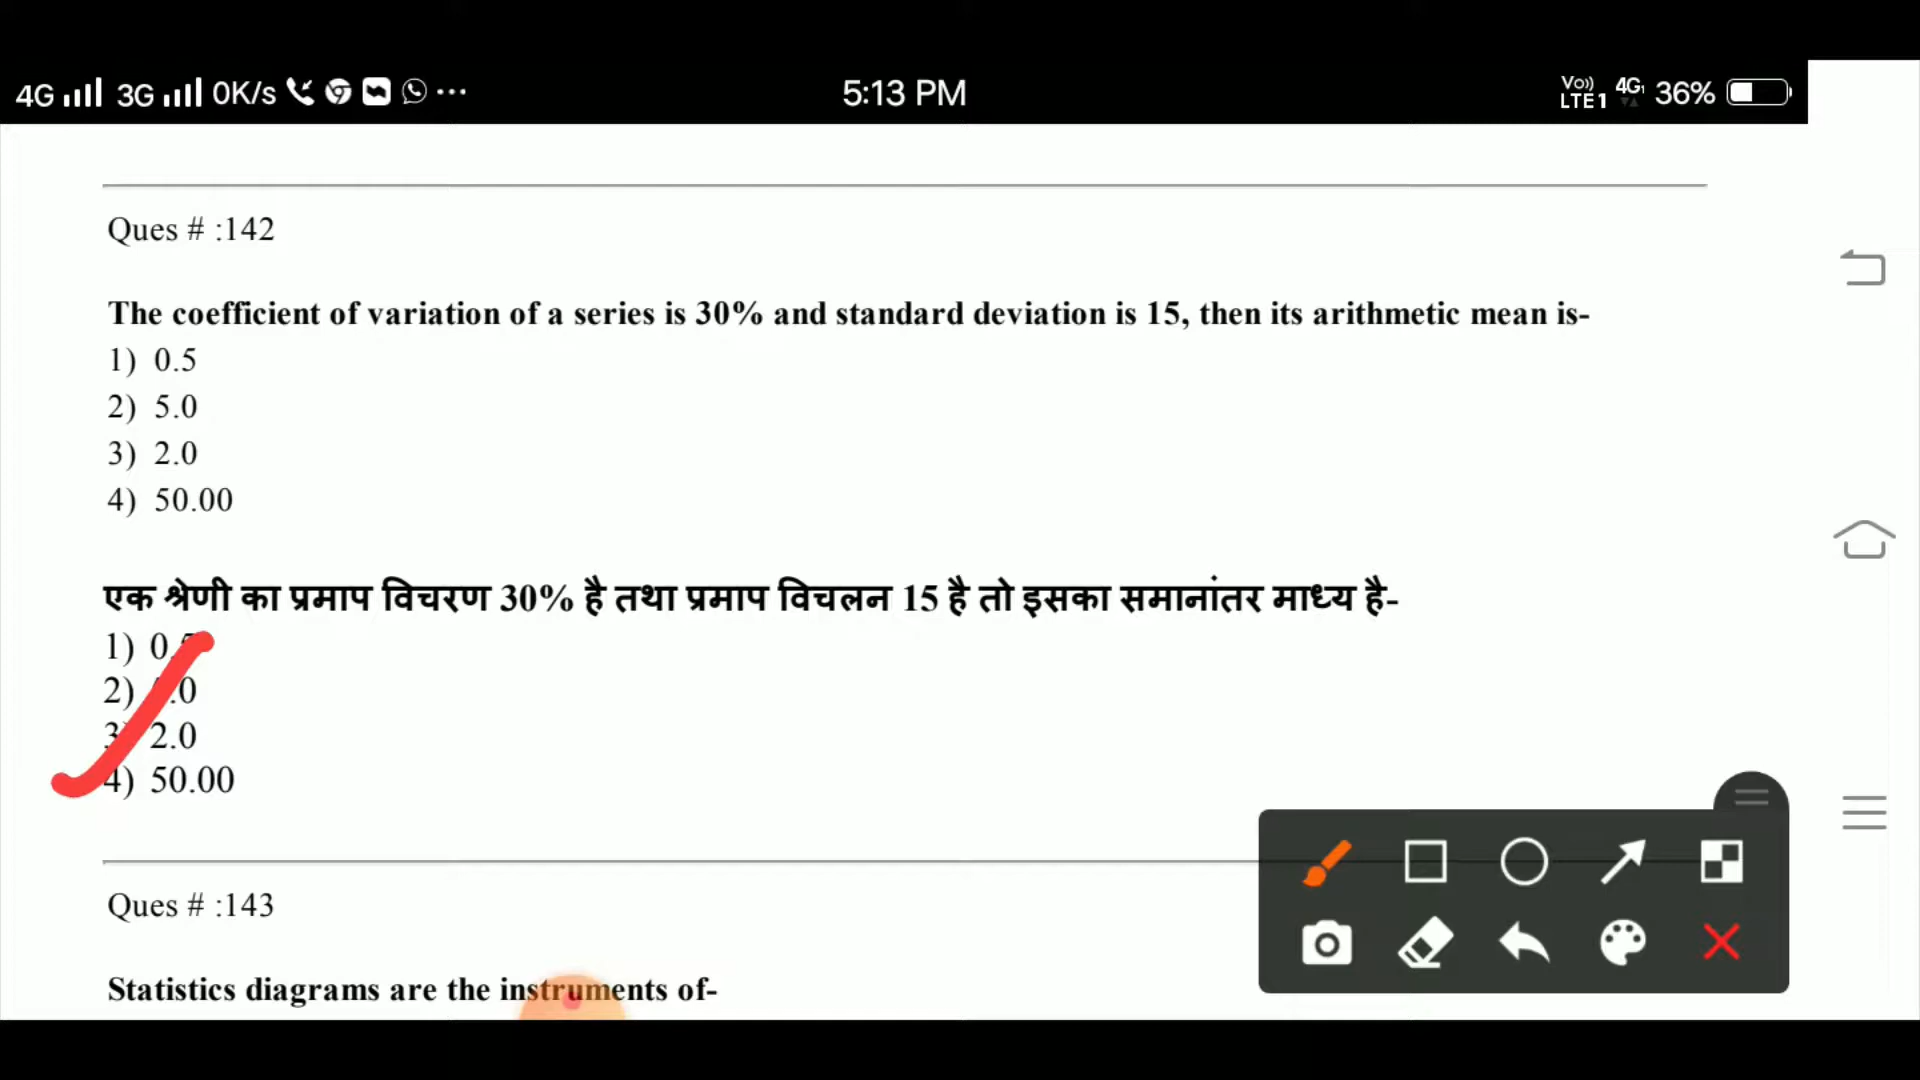 4G 3G 0K/s ... 5:13 PM Vo)) LTE1 4G 36%
Ques # :142
The coefficient of variation of a series is 30% and standard deviation is 15, then its arithmetic mean is-
1) 0.5
2) 5.0
3) 2.0
4) 50.00
एक श्रेणी का प्रमाप विचरण 30% है तथा प्रमाप विचलन 15 है तो इसका समानांतर माध्य है-
1) 0.5
2) .0
3) 2.0
4) 50.00
Ques # :143
Statistics diagrams are the instruments of-